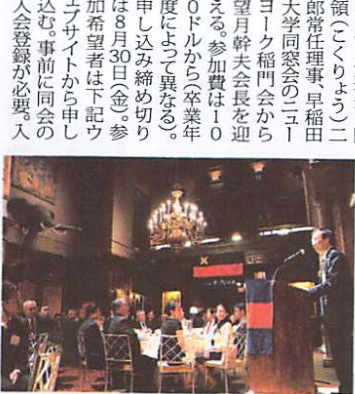 領（こくりょう）二
郎常任理事、早稲田
大学同窓会のニュー
ヨーク稲門会から
望月幹夫会長を迎
える。参加費は１０
０ドルから（卒業年
度によって異なる）。
申し込み締め切り
は８月30日（金）。参
加希望者は下記ウ
ェブサイトから申し
込む。事前に同会の
入会登録が必要。入